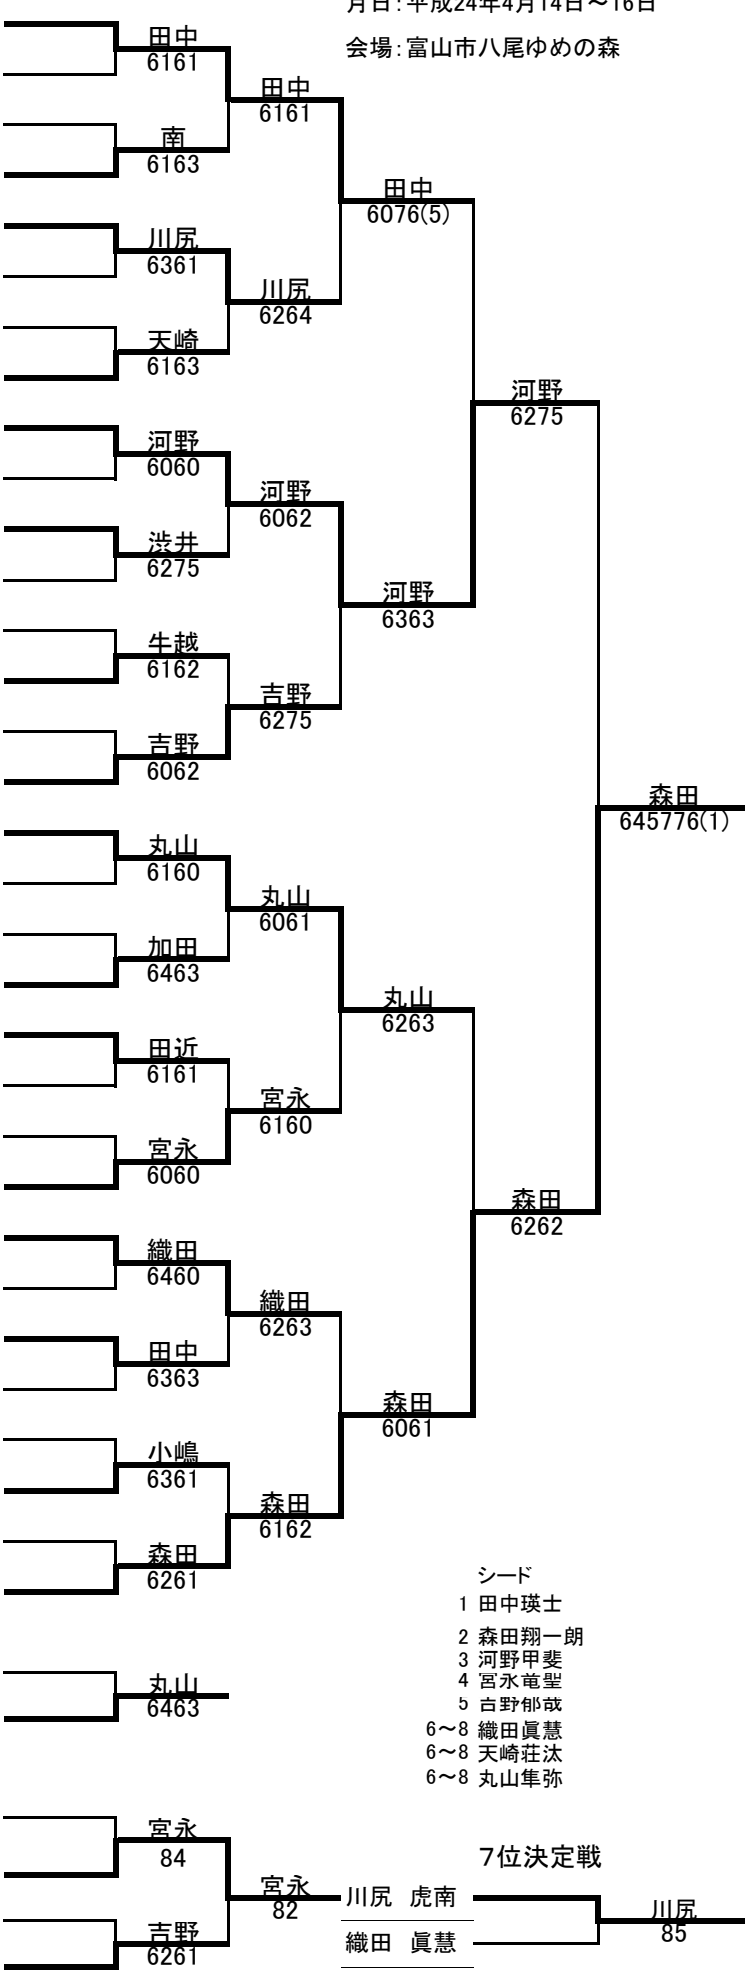 月日：平成24年4月14日～16日
会場：富山市八尾ゆめの森
田中
6161
田中
6161
南
6163
田中
6076(5)
川尻
6361
川尻
6264
天崎
6163
河野
6275
河野
6060
河野
6062
渋井
6275
河野
6363
牛越
6162
吉野
6275
吉野
6062
森田
645776(1)
丸山
6160
丸山
6061
加田
6463
丸山
6263
田近
6161
宮永
6160
宮永
6060
森田
6262
織田
6460
織田
6263
田中
6363
森田
6061
小嶋
6361
森田
6162
森田
6261
シード
1 田中瑛士
2 森田翔一朗
3 河野甲斐
4 宮永竜聖
5 吉野郁哉
6～8 織田眞慧
6～8 天崎荘汰
6～8 丸山隼弥
丸山
6463
宮永
84
7位決定戦
宮永
82
川尻 虎南
川尻
85
吉野
6261
織田 眞慧